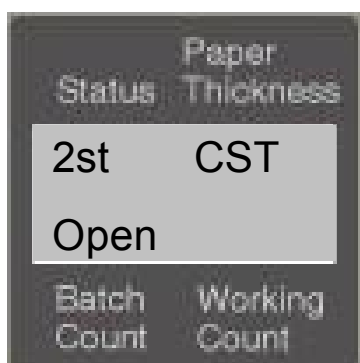 Paper
Status Thickness
2st CST
Open
Batch Working
Count Count